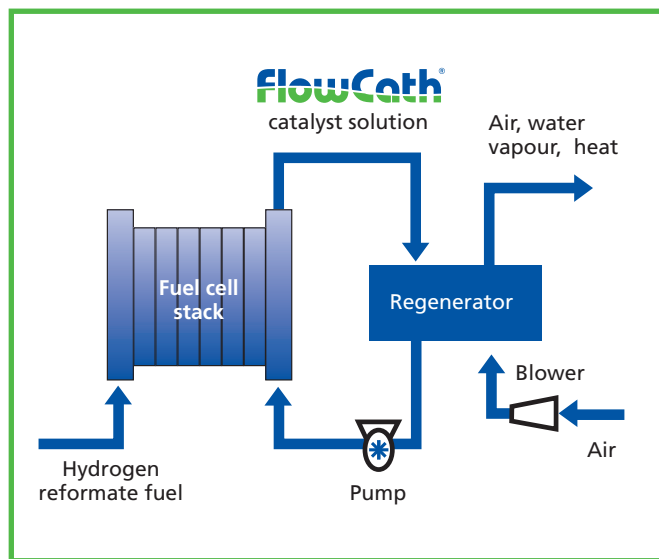 FlowCath®
catalyst solution
Air, water
vapour, heat
Fuel cell
stack
Regenerator
Blower
Air
Hydrogen
reformate fuel
Pump